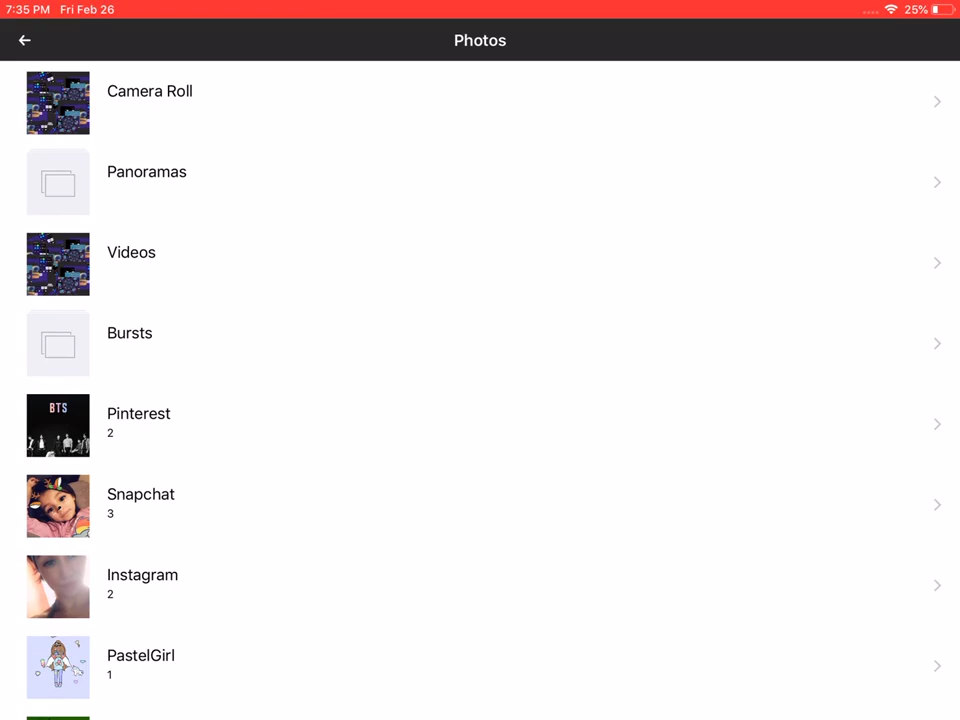 7:35 PM Fri Feb 26 25%
Photos
Camera Roll
Panoramas
Videos
Bursts
BTS
Pinterest
2
Snapchat
3
Instagram
2
PastelGirl
1